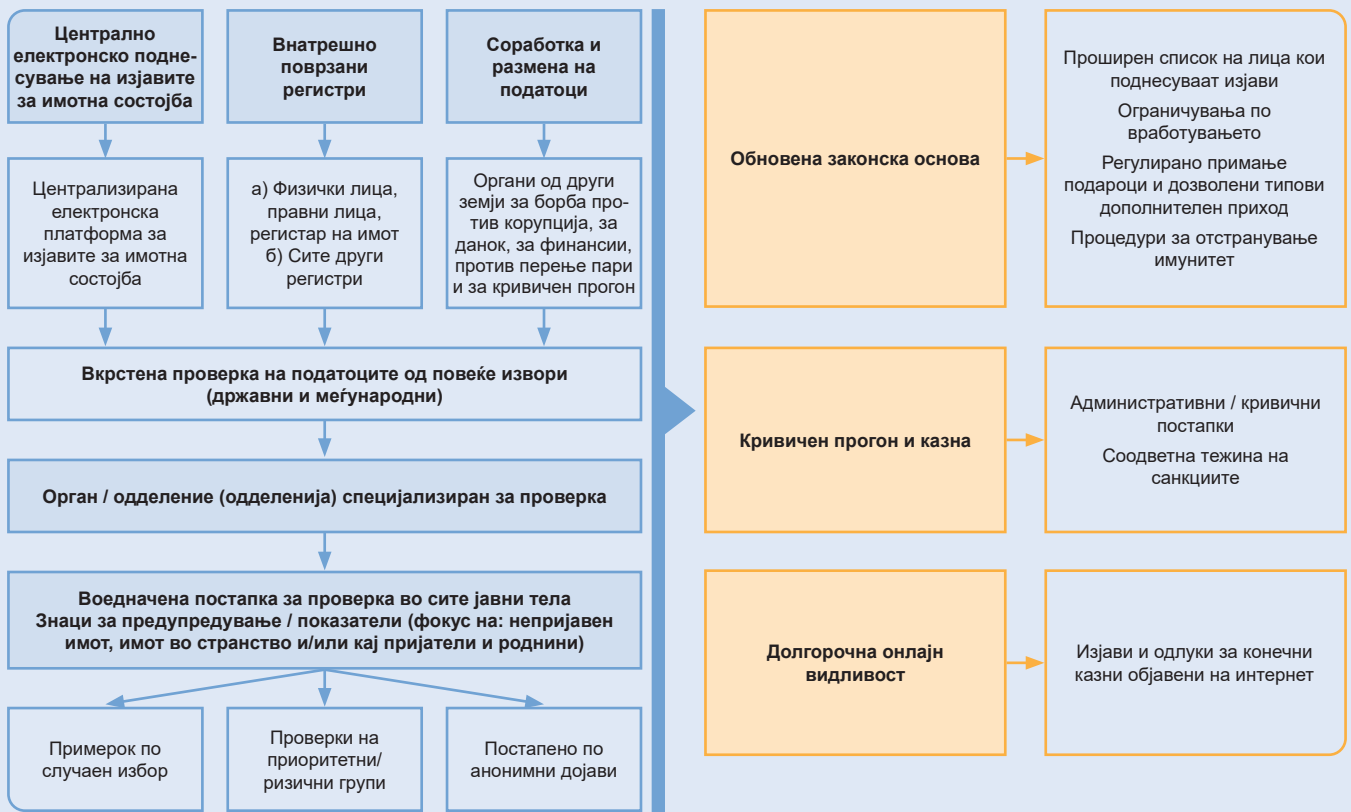 Централно
електронско подне-
сување на изјавите
за имотна состојба
Внатрешно
поврзани
регистри
Соработка и
размена на
податоци
Централизирана
електронска
платформа за
изјавите за имотна
состојба
а) Физички лица,
правни лица,
регистар на имот
б) Сите други
регистри
Органи од други
земји за борба про-
тив корупција, за
данок, за финансии,
против перење пари
и за кривичен прогон
Вкрстена проверка на податоците од повеќе извори
(државни и меѓународни)
Орган / одделение (одделенија) специјализиран за проверка
Воедначена постапка за проверка во сите јавни тела
Знаци за предупредување / показатели (фокус на: непријавен
имот, имот во странство и/или кај пријатели и роднини)
Примерок по
случаен избор
Проверки на
приоритетни/
ризични групи
Постапено по
анонимни дојави
Обновена законска основа
Проширен список на лица кои
поднесуваат изјави
Ограничувања по
вработувањето
Регулирано примање
подароци и дозволени типови
дополнителен приход
Процедури за отстранување
имунитет
Кривичен прогон и казна
Административни / кривични
постапки
Соодветна тежина на
санкциите
Долгорочна онлајн
видливост
Изјави и одлуки за конечни
казни објавени на интернет